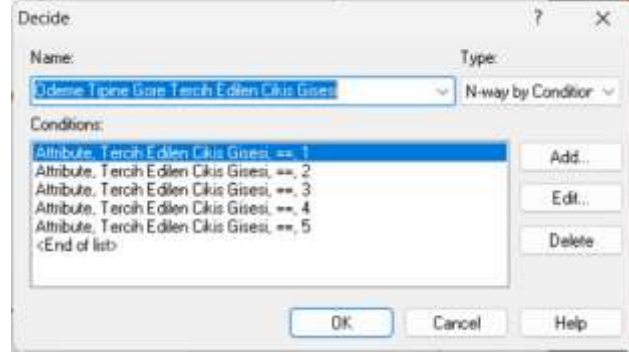 Decide ? ×
Name: Type:
Odeme Tipine Gore Tercih Edilen Cikis Gisesi N-way by Condition
Conditions:
Attribute, Tercih Edilen Cikis Gisesi, ==, 1
Attribute, Tercih Edilen Cikis Gisesi, ==, 2
Attribute, Tercih Edilen Cikis Gisesi, ==, 3
Attribute, Tercih Edilen Cikis Gisesi, ==, 4
Attribute, Tercih Edilen Cikis Gisesi, ==, 5
<End of list>
Add...
Edit...
Delete
OK Cancel Help